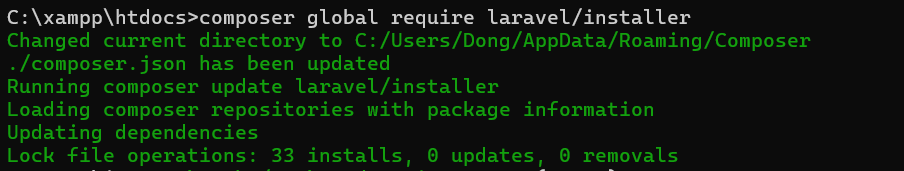 C:\xampp\htdocs>composer global require laravel/installer
Changed current directory to C:/Users/Dong/AppData/Roaming/Composer
./composer.json has been updated
Running composer update laravel/installer
Loading composer repositories with package information
Updating dependencies
Lock file operations: 33 installs, 0 updates, 0 removals